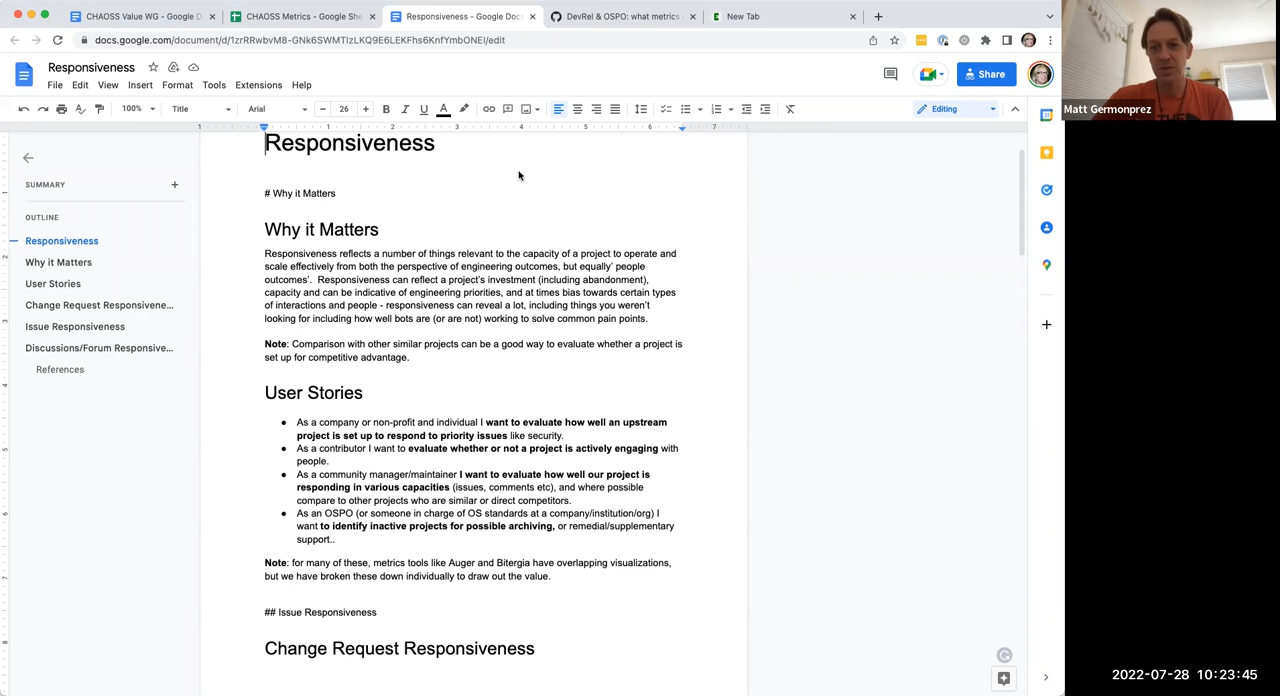 CHAOSS Value WG - Google D
CHAOSS Metrics - Google She
Responsiveness - Google Docs
DevRel & OSPO: what metrics
New Tab
docs.google.com/document/d/1zrRRwbvM8-GNk6SWMTIzLKQ9E6LEKFhs6KnfYmbONEI/edit
Responsiveness
File Edit View Insert Format Tools Extensions Help
Share
100% Title Arial 26 Editing
Matt Germonprez
SUMMARY
OUTLINE
Responsiveness
Why it Matters
User Stories
Change Request Responsivene...
Issue Responsiveness
Discussions/Forum Responsive...
References
Responsiveness
# Why it Matters
Why it Matters
Responsiveness reflects a number of things relevant to the capacity of a project to operate and
scale effectively from both the perspective of engineering outcomes, but equally' people
outcomes'.  Responsiveness can reflect a project's investment (including abandonment),
capacity and can be indicative of engineering priorities, and at times bias towards certain types
of interactions and people - responsiveness can reveal a lot, including things you weren't
looking for including how well bots are (or are not) working to solve common pain points.
Note: Comparison with other similar projects can be a good way to evaluate whether a project is
set up for competitive advantage.
User Stories
● As a company or non-profit and individual I want to evaluate how well an upstream
project is set up to respond to priority issues like security.
● As a contributor I want to evaluate whether or not a project is actively engaging with
people.
● As a community manager/maintainer I want to evaluate how well our project is
responding in various capacities (issues, comments etc), and where possible
compare to other projects who are similar or direct competitors.
● As an OSPO (or someone in charge of OS standards at a company/institution/org) I
want to identify inactive projects for possible archiving, or remedial/supplementary
support..
Note: for many of these, metrics tools like Auger and Bitergia have overlapping visualizations,
but we have broken these down individually to draw out the value.
## Issue Responsiveness
Change Request Responsiveness
2022-07-28 10:23:45